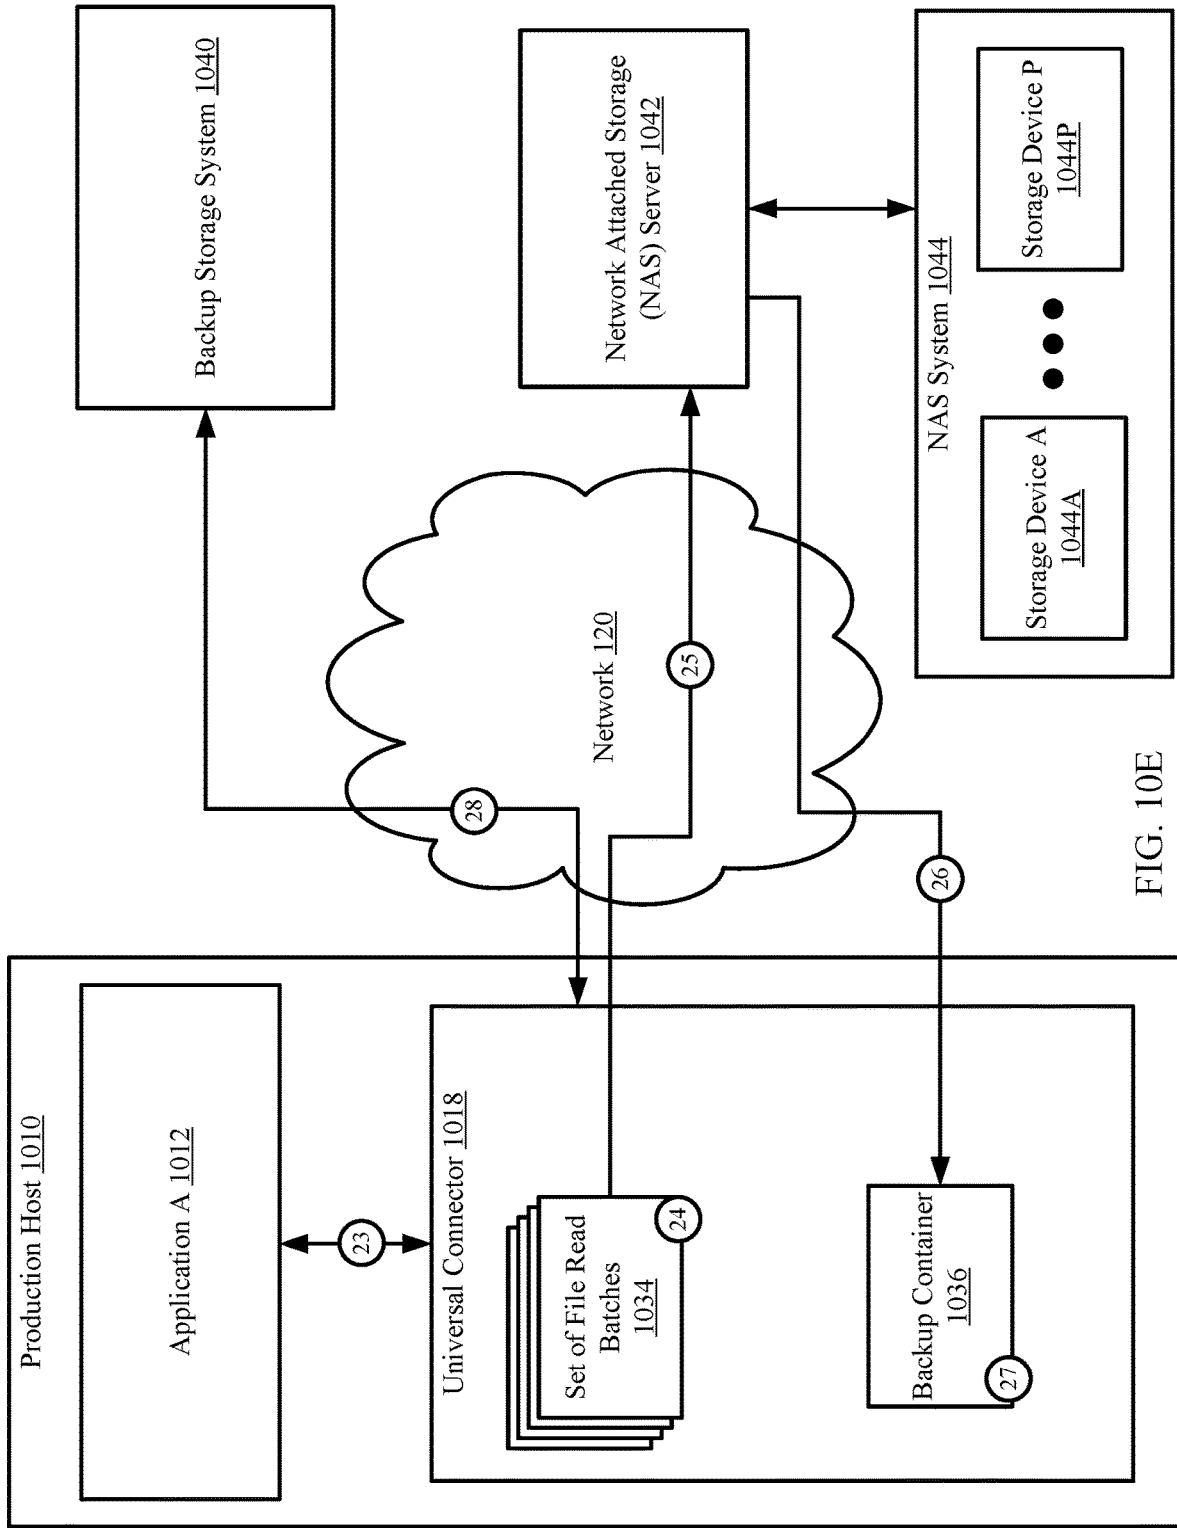 Production Host 1010
Application A 1012
23
Universal Connector 1018
Set of File Read
Batches
1034
24
Backup Container
1036
27
28
Network 120
25
26
Backup Storage System 1040
Network Attached Storage
(NAS) Server 1042
NAS System 1044
Storage Device A
1044A
Storage Device P
1044P
FIG. 10E